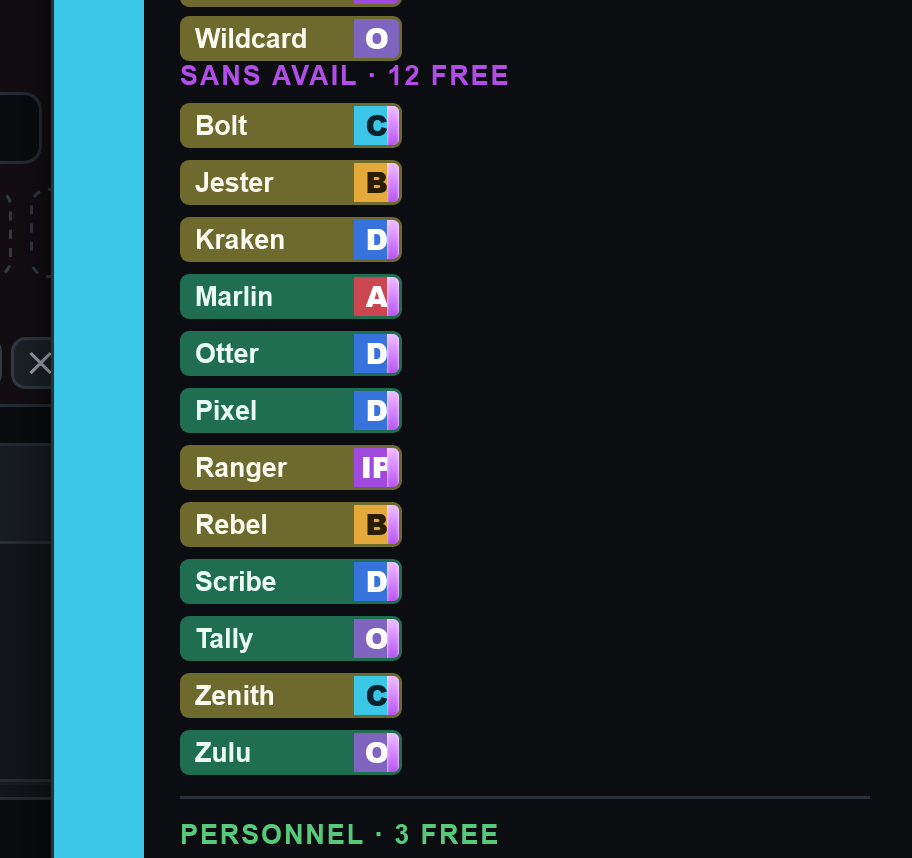 Wildcard O
SANS AVAIL · 12 FREE
Bolt C
Jester B
Kraken D
Marlin A
Otter D
Pixel D
Ranger IP
Rebel B
Scribe D
Tally O
Zenith C
Zulu O
PERSONNEL · 3 FREE